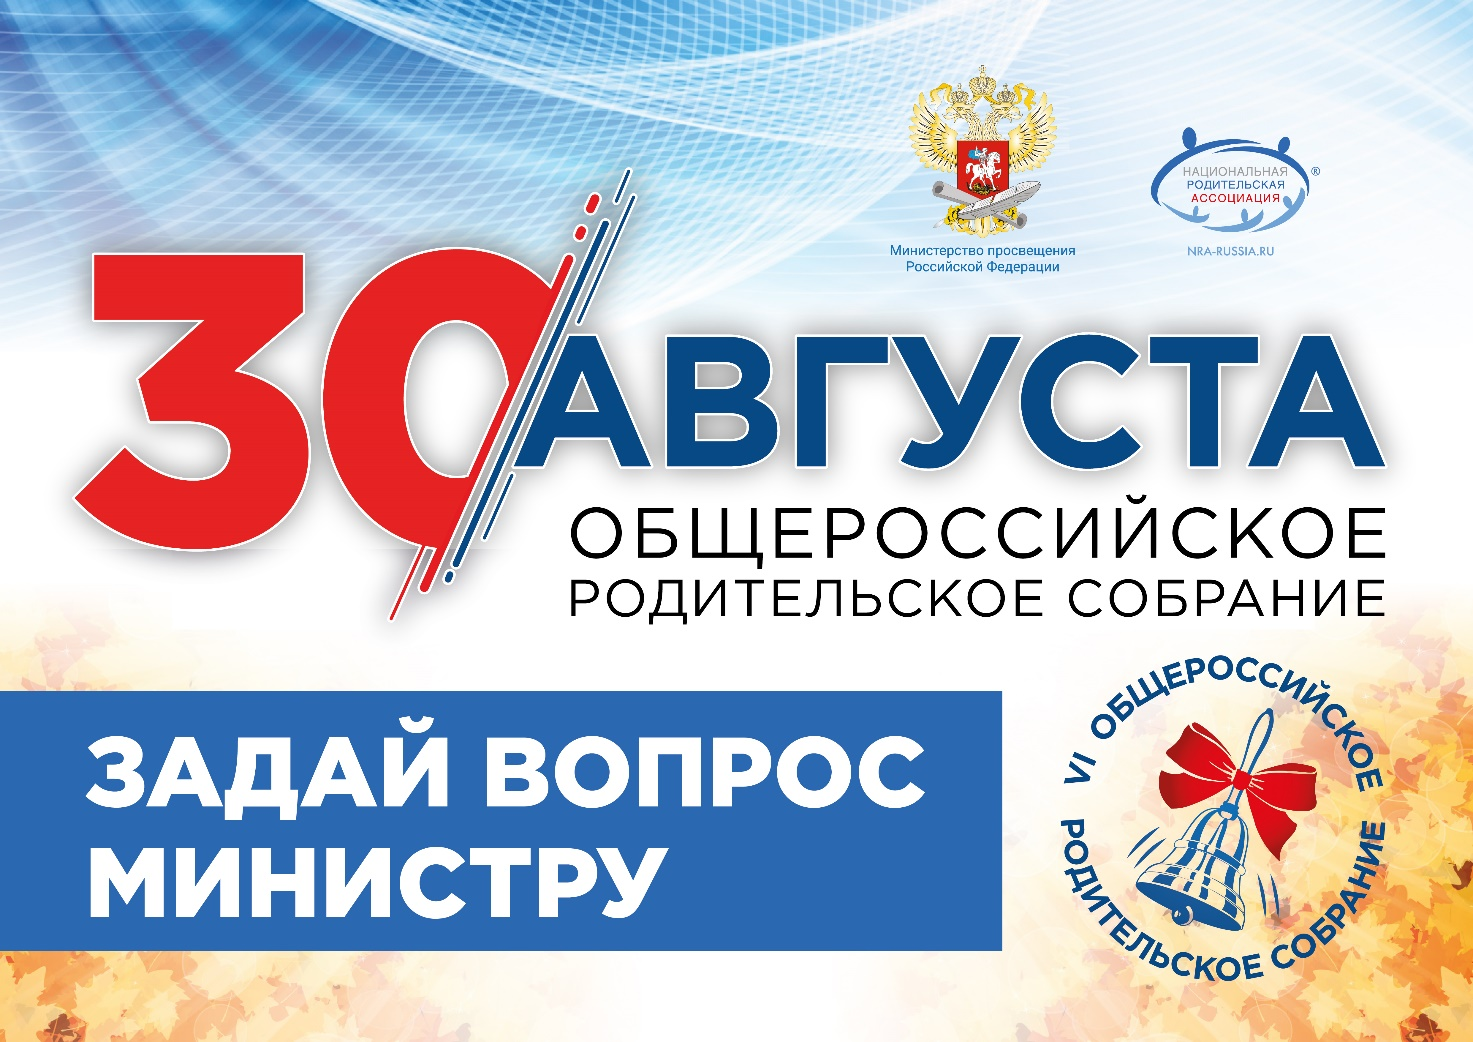 Министерство просвещения
Российской Федерации
НАЦИОНАЛЬНАЯ
РОДИТЕЛЬСКАЯ
АССОЦИАЦИЯ
®
NRA-RUSSIA.RU
30 АВГУСТА
ОБЩЕРОССИЙСКОЕ
РОДИТЕЛЬСКОЕ СОБРАНИЕ
ЗАДАЙ ВОПРОС
МИНИСТРУ
VI ОБЩЕРОССИЙСКОЕ
РОДИТЕЛЬСКОЕ СОБРАНИЕ